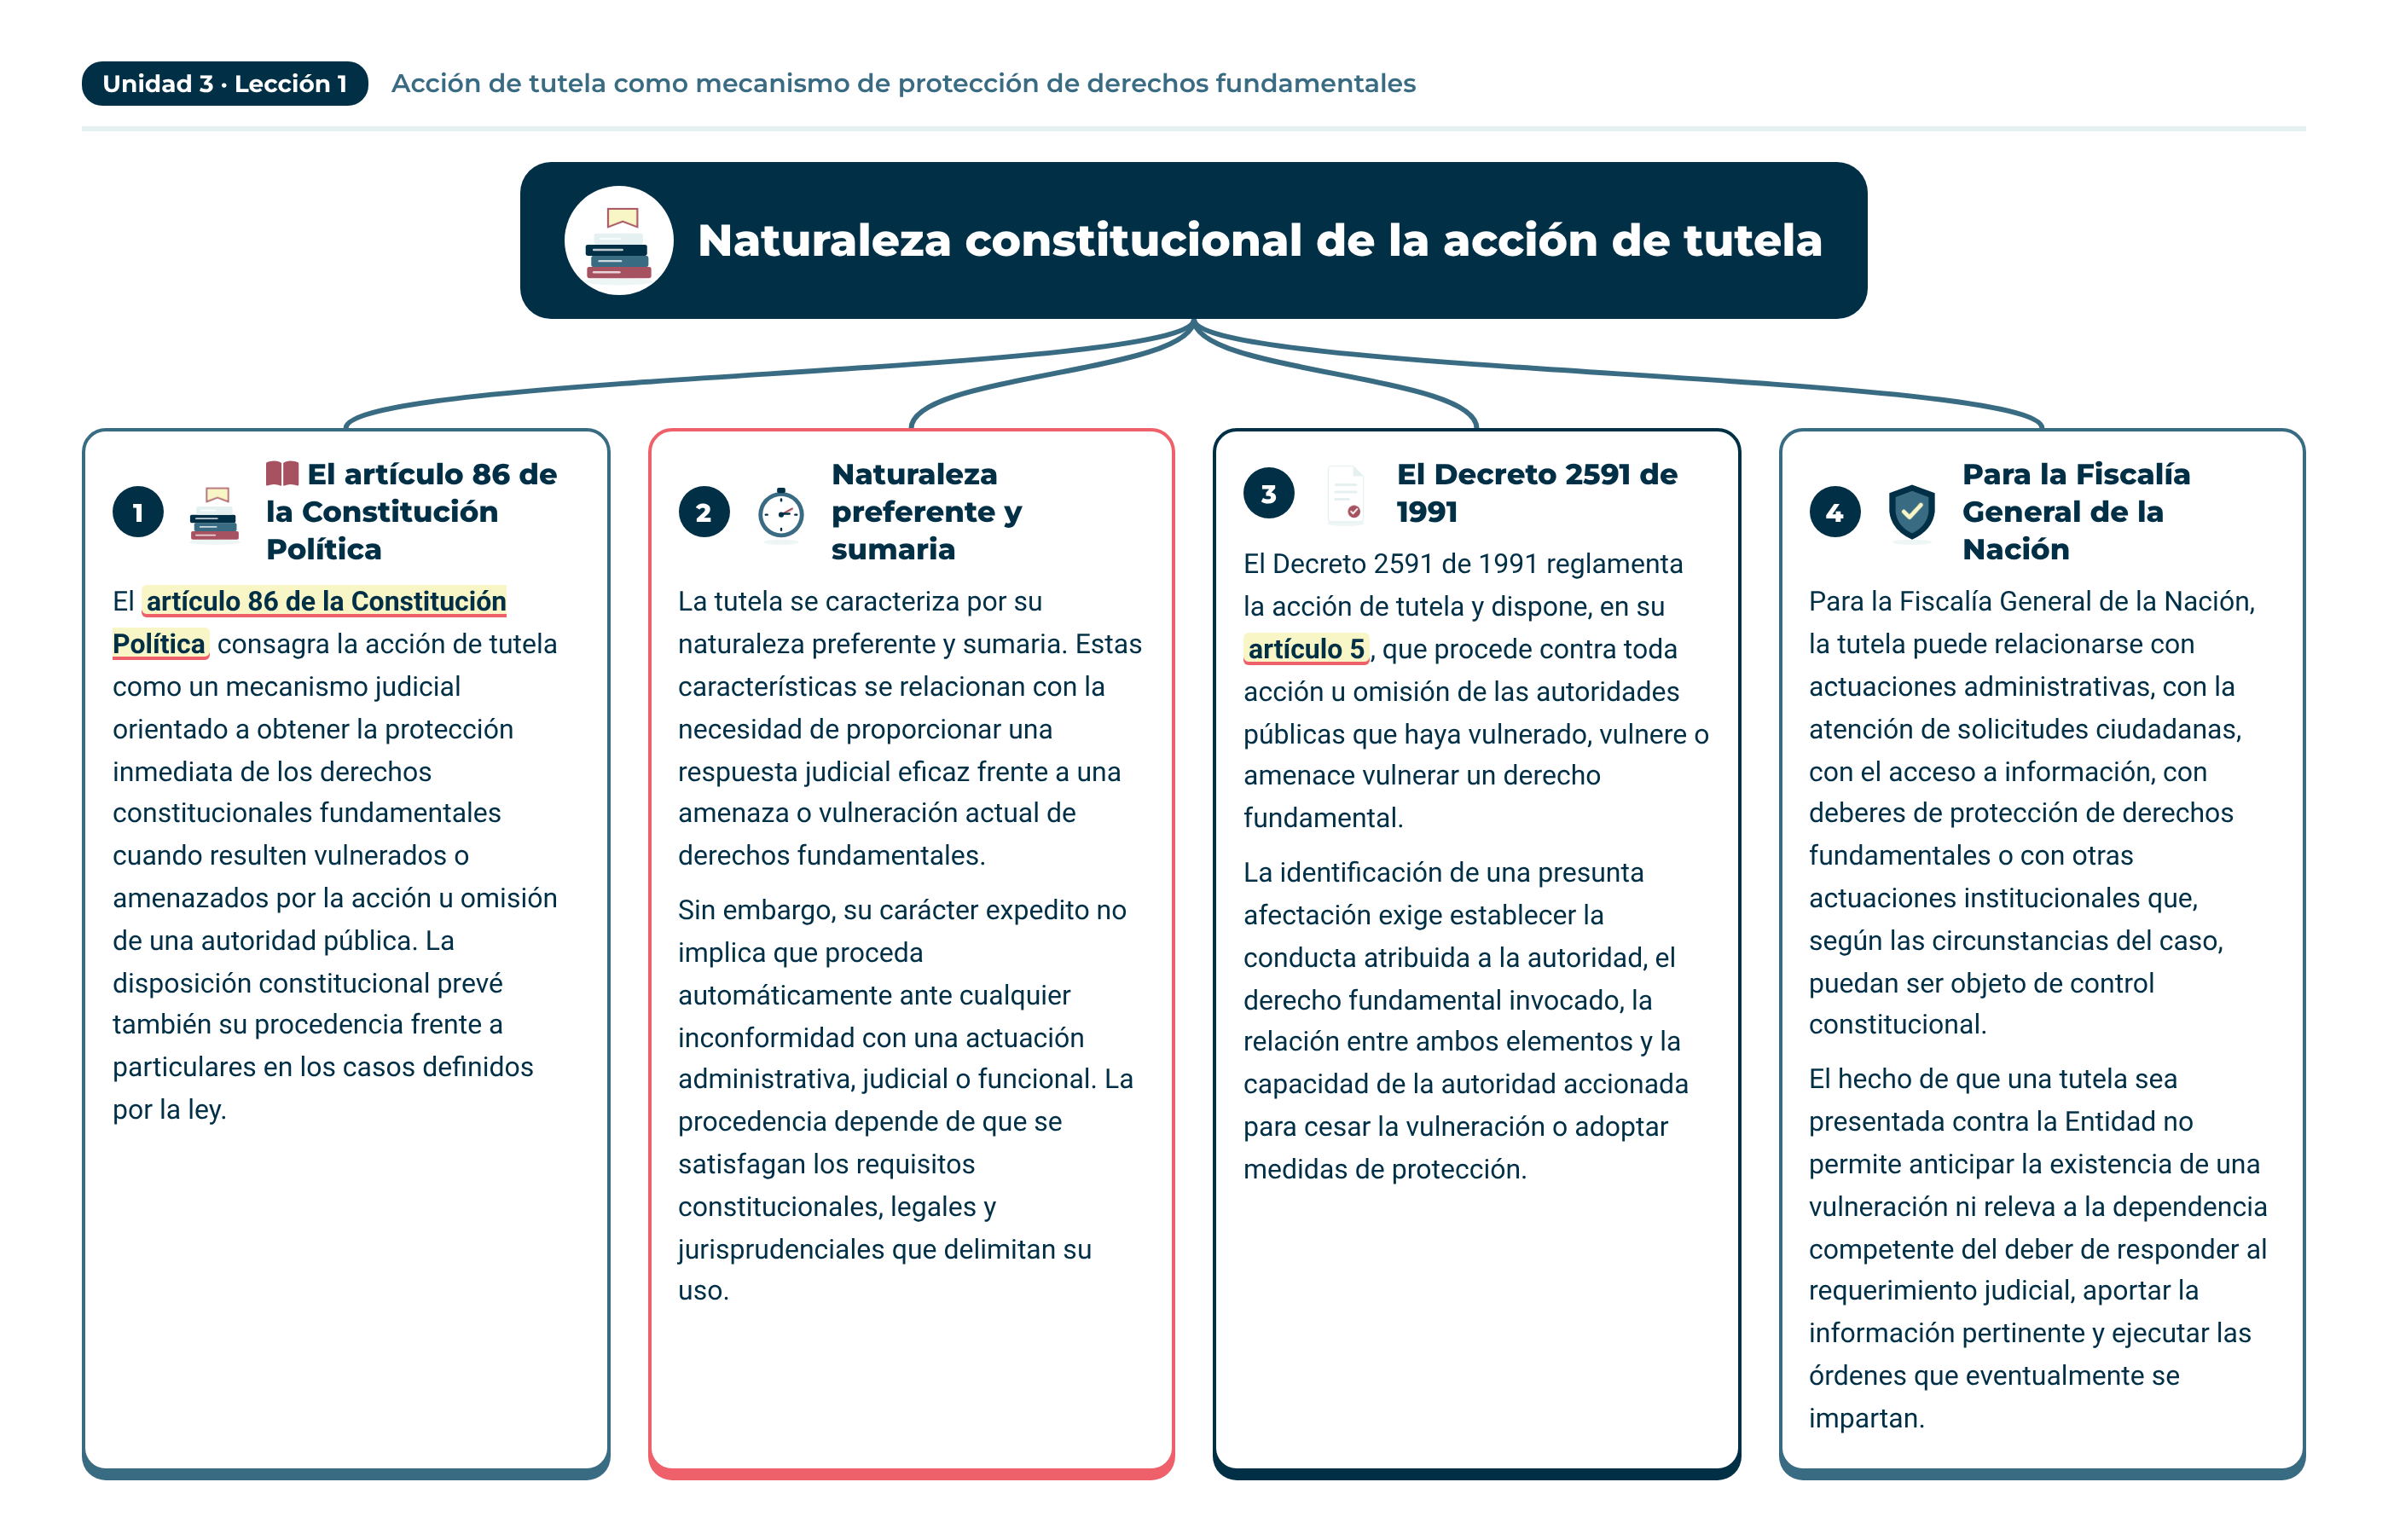 Unidad 3 · Lección 1
Acción de tutela como mecanismo de protección de derechos fundamentales
Naturaleza constitucional de la acción de tutela
1
El artículo 86 de
la Constitución
Política
El artículo 86 de la Constitución
Política consagra la acción de tutela
como un mecanismo judicial
orientado a obtener la protección
inmediata de los derechos
constitucionales fundamentales
cuando resulten vulnerados o
amenazados por la acción u omisión
de una autoridad pública. La
disposición constitucional prevé
también su procedencia frente a
particulares en los casos definidos
por la ley.
2
Naturaleza
preferente y
sumaria
La tutela se caracteriza por su
naturaleza preferente y sumaria. Estas
características se relacionan con la
necesidad de proporcionar una
respuesta judicial eficaz frente a una
amenaza o vulneración actual de
derechos fundamentales.
Sin embargo, su carácter expedito no
implica que proceda
automáticamente ante cualquier
inconformidad con una actuación
administrativa, judicial o funcional. La
procedencia depende de que se
satisfagan los requisitos
constitucionales, legales y
jurisprudenciales que delimitan su
uso.
3
El Decreto 2591 de
1991
El Decreto 2591 de 1991 reglamenta
la acción de tutela y dispone, en su
artículo 5, que procede contra toda
acción u omisión de las autoridades
públicas que haya vulnerado, vulnere o
amenace vulnerar un derecho
fundamental.
La identificación de una presunta
afectación exige establecer la
conducta atribuida a la autoridad, el
derecho fundamental invocado, la
relación entre ambos elementos y la
capacidad de la autoridad accionada
para cesar la vulneración o adoptar
medidas de protección.
4
Para la Fiscalía
General de la
Nación
Para la Fiscalía General de la Nación,
la tutela puede relacionarse con
actuaciones administrativas, con la
atención de solicitudes ciudadanas,
con el acceso a información, con
deberes de protección de derechos
fundamentales o con otras
actuaciones institucionales que,
según las circunstancias del caso,
puedan ser objeto de control
constitucional.
El hecho de que una tutela sea
presentada contra la Entidad no
permite anticipar la existencia de una
vulneración ni releva a la dependencia
competente del deber de responder al
requerimiento judicial, aportar la
información pertinente y ejecutar las
órdenes que eventualmente se
impartan.